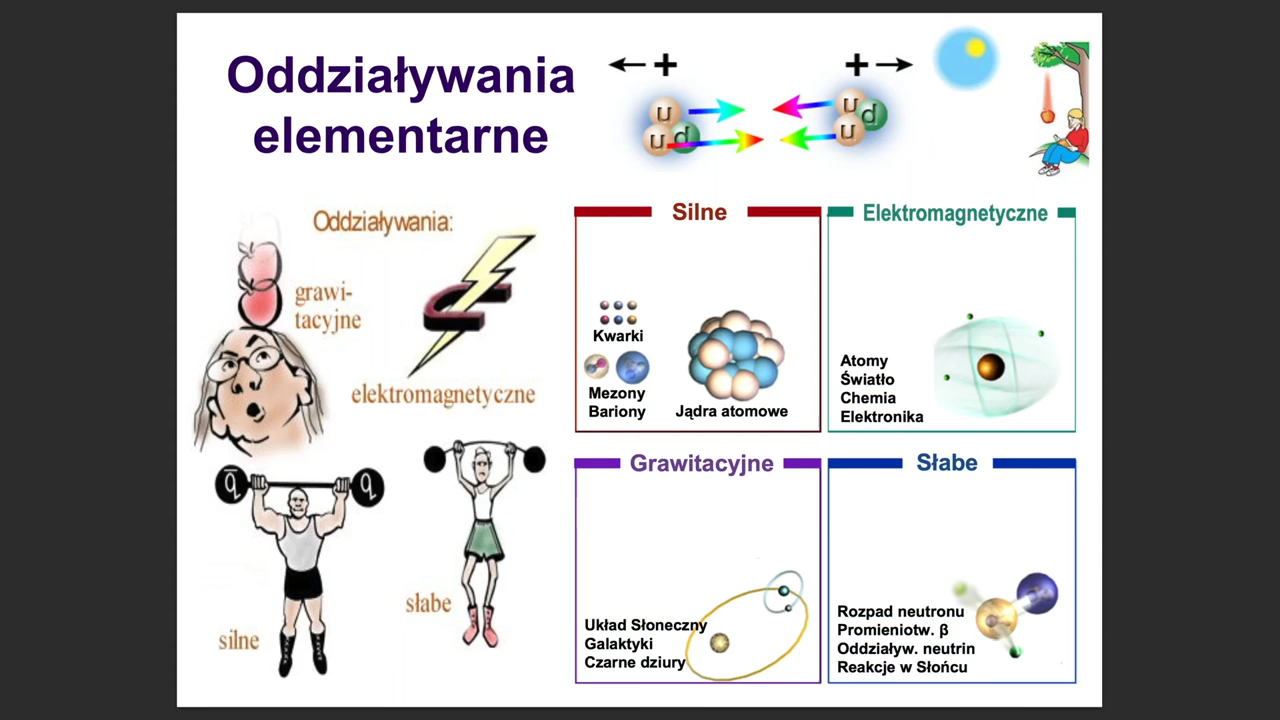 Oddziaływania
elementarne
+
+
u
u d
u d
u
Oddziaływania:
grawi-
tacyjne
elektromagnetyczne
q̄ q
silne
słabe
Silne
Kwarki
Mezony
Bariony
Jądra atomowe
Elektromagnetyczne
Atomy
Światło
Chemia
Elektronika
Grawitacyjne
Układ Słoneczny
Galaktyki
Czarne dziury
Słabe
Rozpad neutronu
Promieniotw. β
Oddziaływ. neutrin
Reakcje w Słońcu